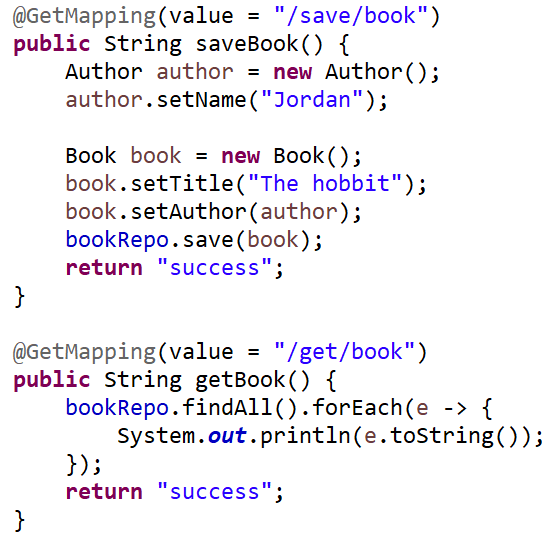 @GetMapping(value = "/save/book")
public String saveBook() {
    Author author = new Author();
    author.setName("Jordan");

    Book book = new Book();
    book.setTitle("The hobbit");
    book.setAuthor(author);
    bookRepo.save(book);
    return "success";
}

@GetMapping(value = "/get/book")
public String getBook() {
    bookRepo.findAll().forEach(e -> {
        System.out.println(e.toString());
    });
    return "success";
}